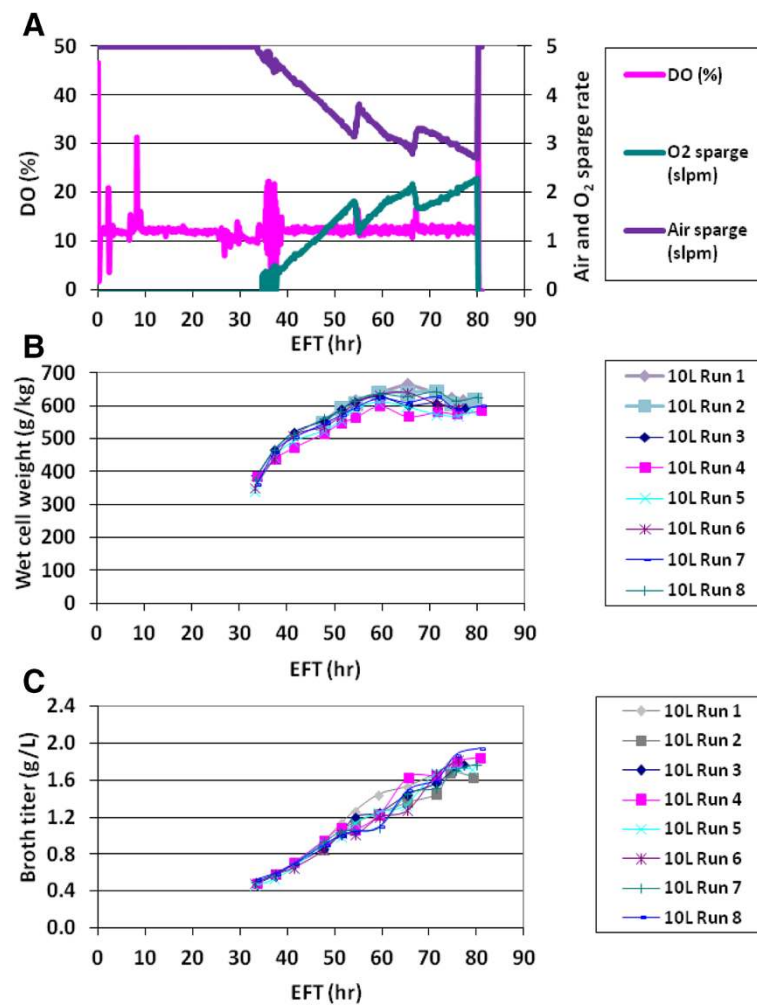 A
50
40
30
20
10
0
DO (%)
5
4
3
2
1
0
Air and O2 sparge rate
0 10 20 30 40 50 60 70 80 90
EFT (hr)
DO (%)
O2 sparge
(slpm)
Air sparge
(slpm)
B
700
600
500
400
300
200
100
0
Wet cell weight (g/kg)
0 10 20 30 40 50 60 70 80 90
EFT (hr)
10L Run 1
10L Run 2
10L Run 3
10L Run 4
10L Run 5
10L Run 6
10L Run 7
10L Run 8
C
2.4
2.0
1.6
1.2
0.8
0.4
0.0
Broth titer (g/L)
0 10 20 30 40 50 60 70 80 90
EFT (hr)
10L Run 1
10L Run 2
10L Run 3
10L Run 4
10L Run 5
10L Run 6
10L Run 7
10L Run 8